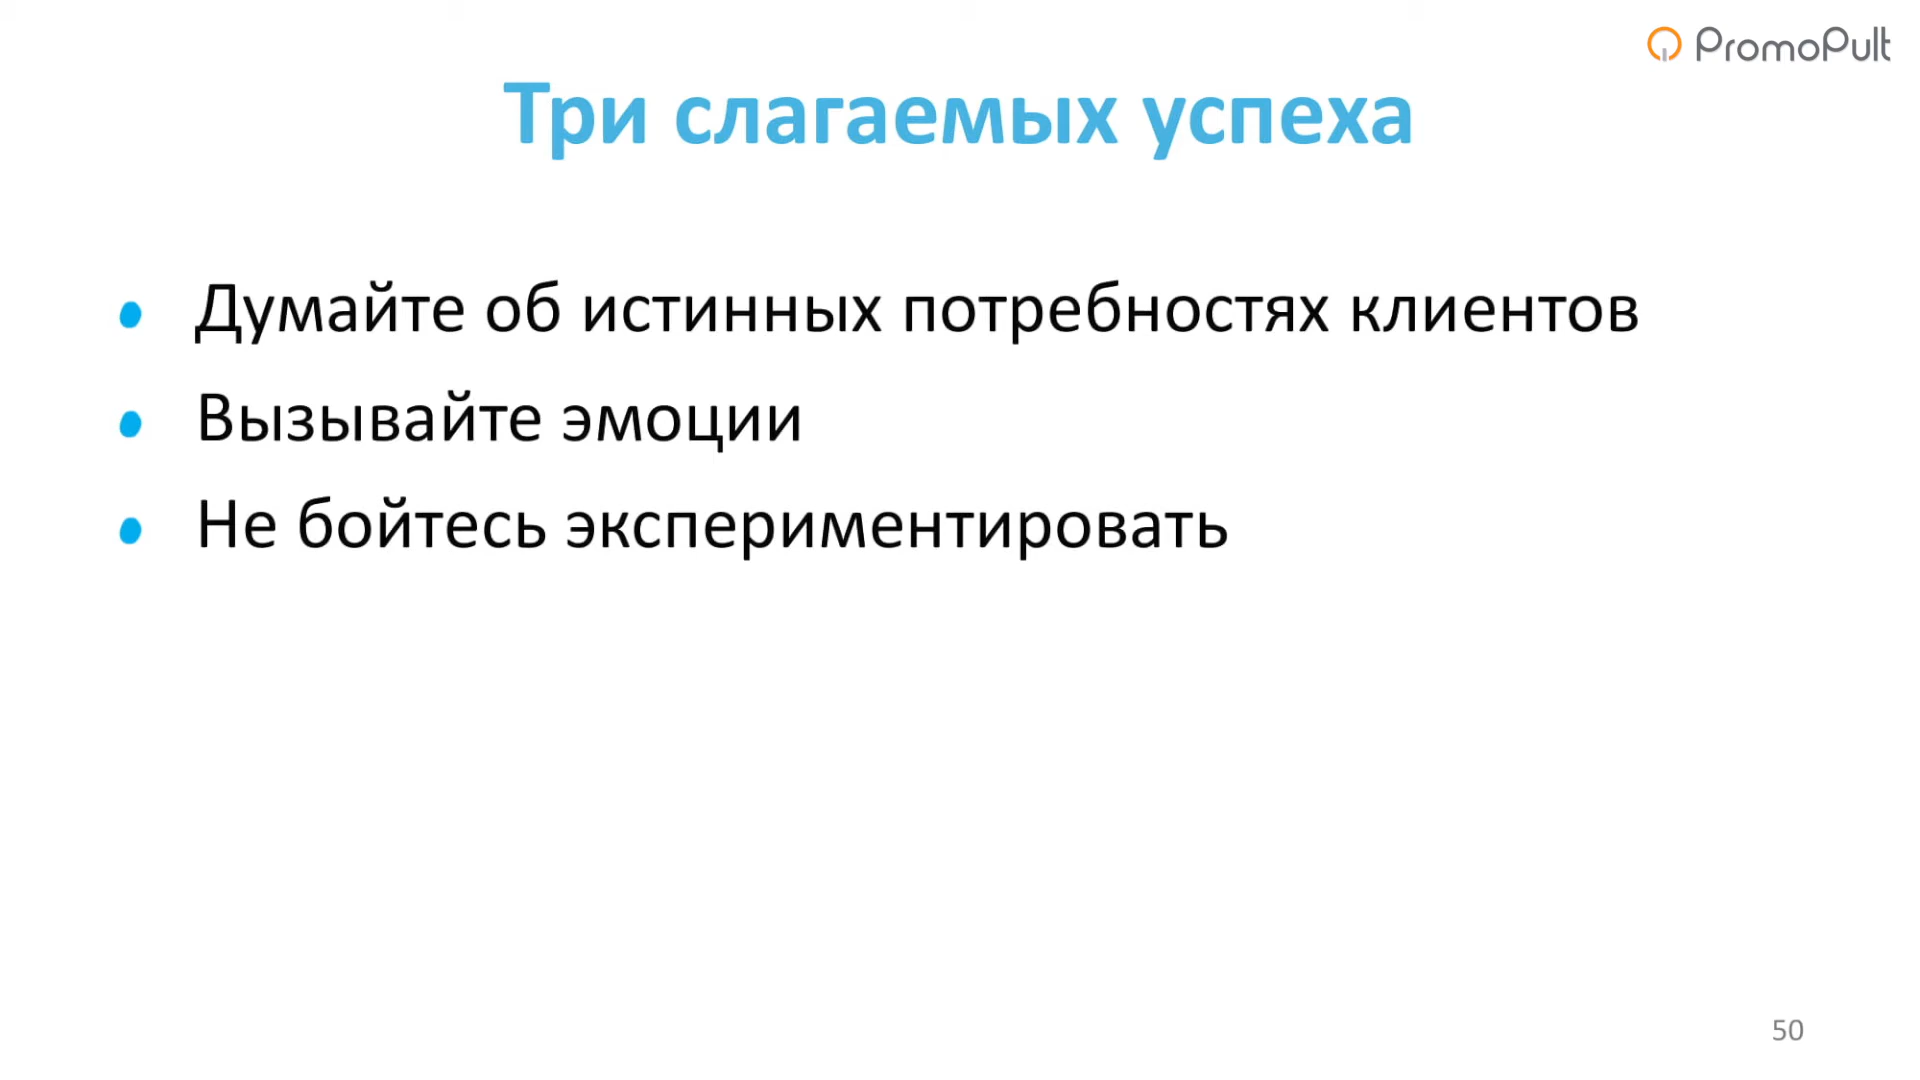 PromoPult
Три слагаемых успеха
Думайте об истинных потребностях клиентов
Вызывайте эмоции
Не бойтесь экспериментировать
50